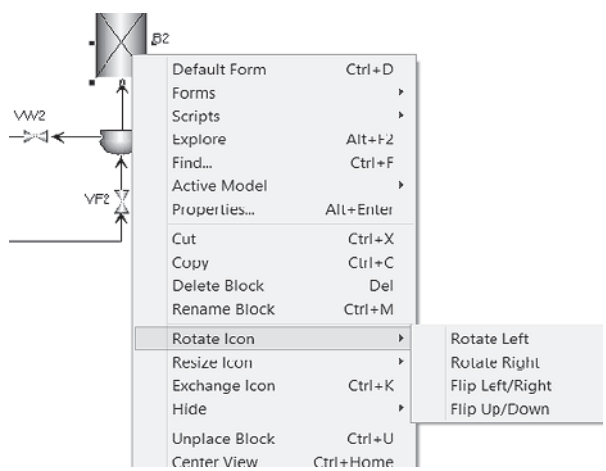 B2
Default Form Ctrl+D
Forms
VW2
Scripts
Explore Alt+F2
Find... Ctrl+F
Active Model
VF2
Properties... Alt+Enter
Cut Ctrl+X
Copy Ctrl+C
Delete Block Del
Rename Block Ctrl+M
Rotate Icon Rotate Left
Resize Icon Rotate Right
Exchange Icon Ctrl+K Flip Left/Right
Hide Flip Up/Down
Unplace Block Ctrl+U
Center View Ctrl+Home